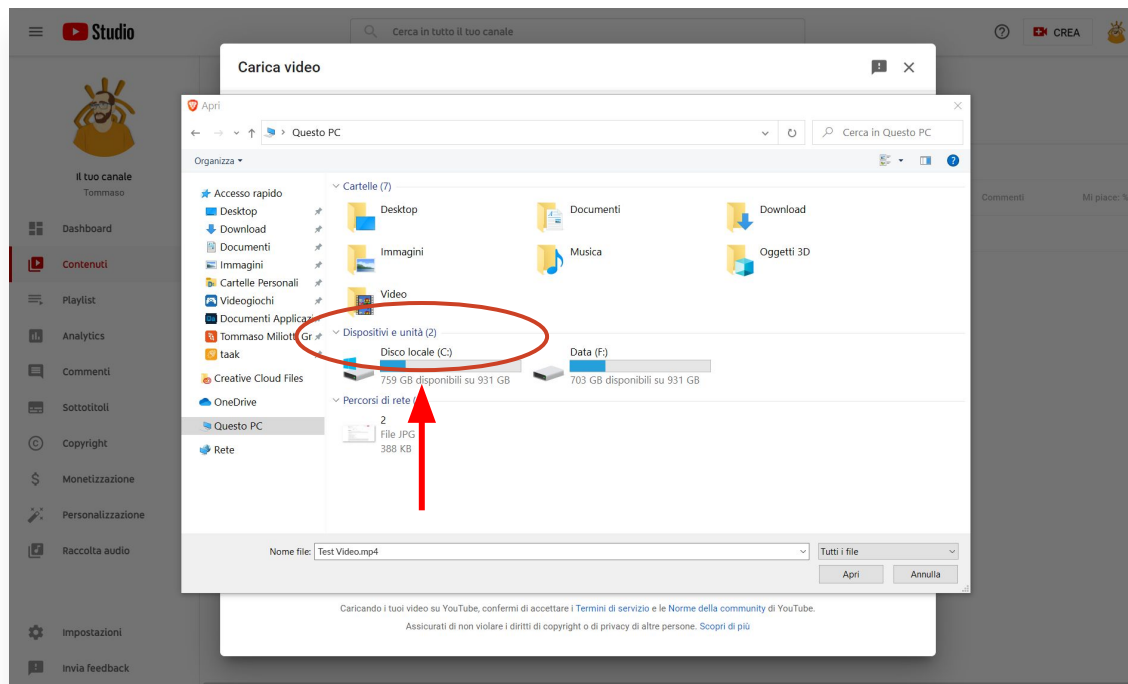 Studio
Cerca in tutto il tuo canale
CREA
Carica video
Apri
Questo PC
Cerca in Questo PC
Organizza
Il tuo canale
Tommaso
Dashboard
Contenuti
Playlist
Analytics
Commenti
Sottotitoli
Copyright
Monetizzazione
Personalizzazione
Raccolta audio
Impostazioni
Invia feedback
Accesso rapido
Desktop
Download
Documenti
Immagini
Cartelle Personali
Videogiochi
Documenti Applicazi
Tommaso Miliotti Gr
taak
Creative Cloud Files
OneDrive
Questo PC
Rete
Cartelle (7)
Desktop
Documenti
Download
Immagini
Musica
Oggetti 3D
Video
Dispositivi e unità (2)
Disco locale (C:)
759 GB disponibili su 931 GB
Data (F:)
703 GB disponibili su 931 GB
Percorsi di rete
2
File JPG
388 KB
Commenti
Mi piace: %
Nome file:
Test Video.mp4
Tutti i file
Apri
Annulla
Caricando i tuoi video su YouTube, confermi di accettare i Termini di servizio e le Norme della community di YouTube.
Assicurati di non violare i diritti di copyright o di privacy di altre persone. Scopri di più